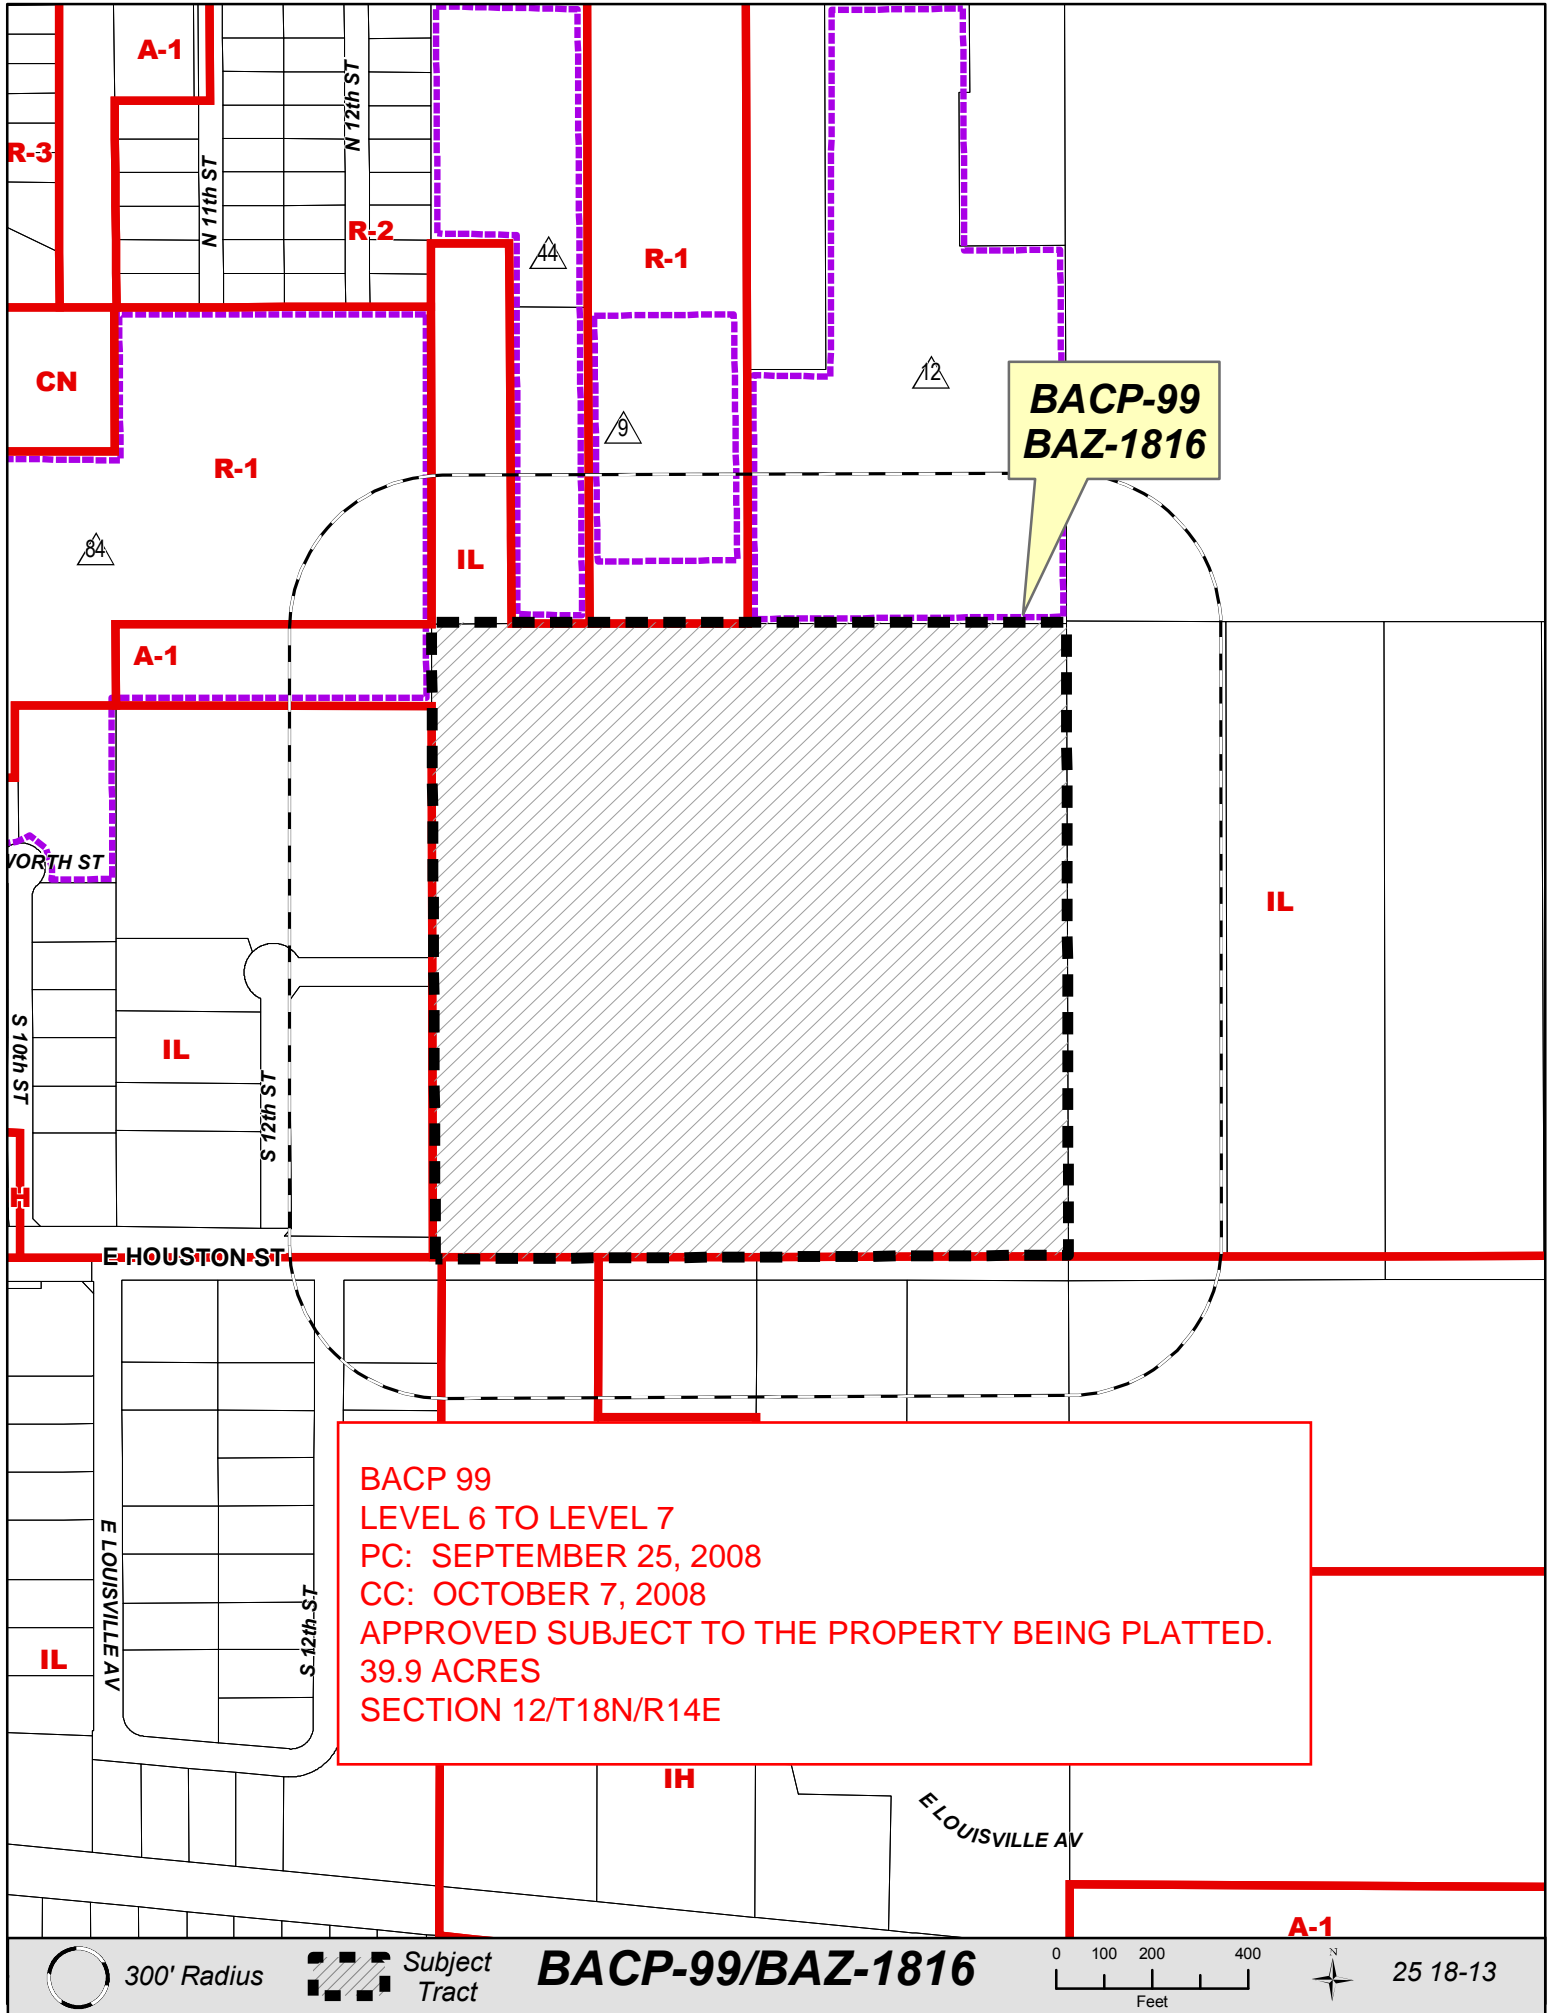 A-1
N 12th ST
R-3
N 11th ST
R-2
44
R-1
CN
12
BACP-99
BAZ-1816
9
R-1
84
IL
A-1
VORTH ST
IL
S 10th ST
IL
S 12th ST
H
E HOUSTON ST
BACP 99
LEVEL 6 TO LEVEL 7
PC: SEPTEMBER 25, 2008
CC: OCTOBER 7, 2008
APPROVED SUBJECT TO THE PROPERTY BEING PLATTED.
39.9 ACRES
SECTION 12/T18N/R14E
E LOUISVILLE AV
S 12th ST
IL
IH
E LOUISVILLE AV
A-1
300' Radius
Subject
Tract
BACP-99/BAZ-1816
0 100 200 400
Feet
N
25 18-13